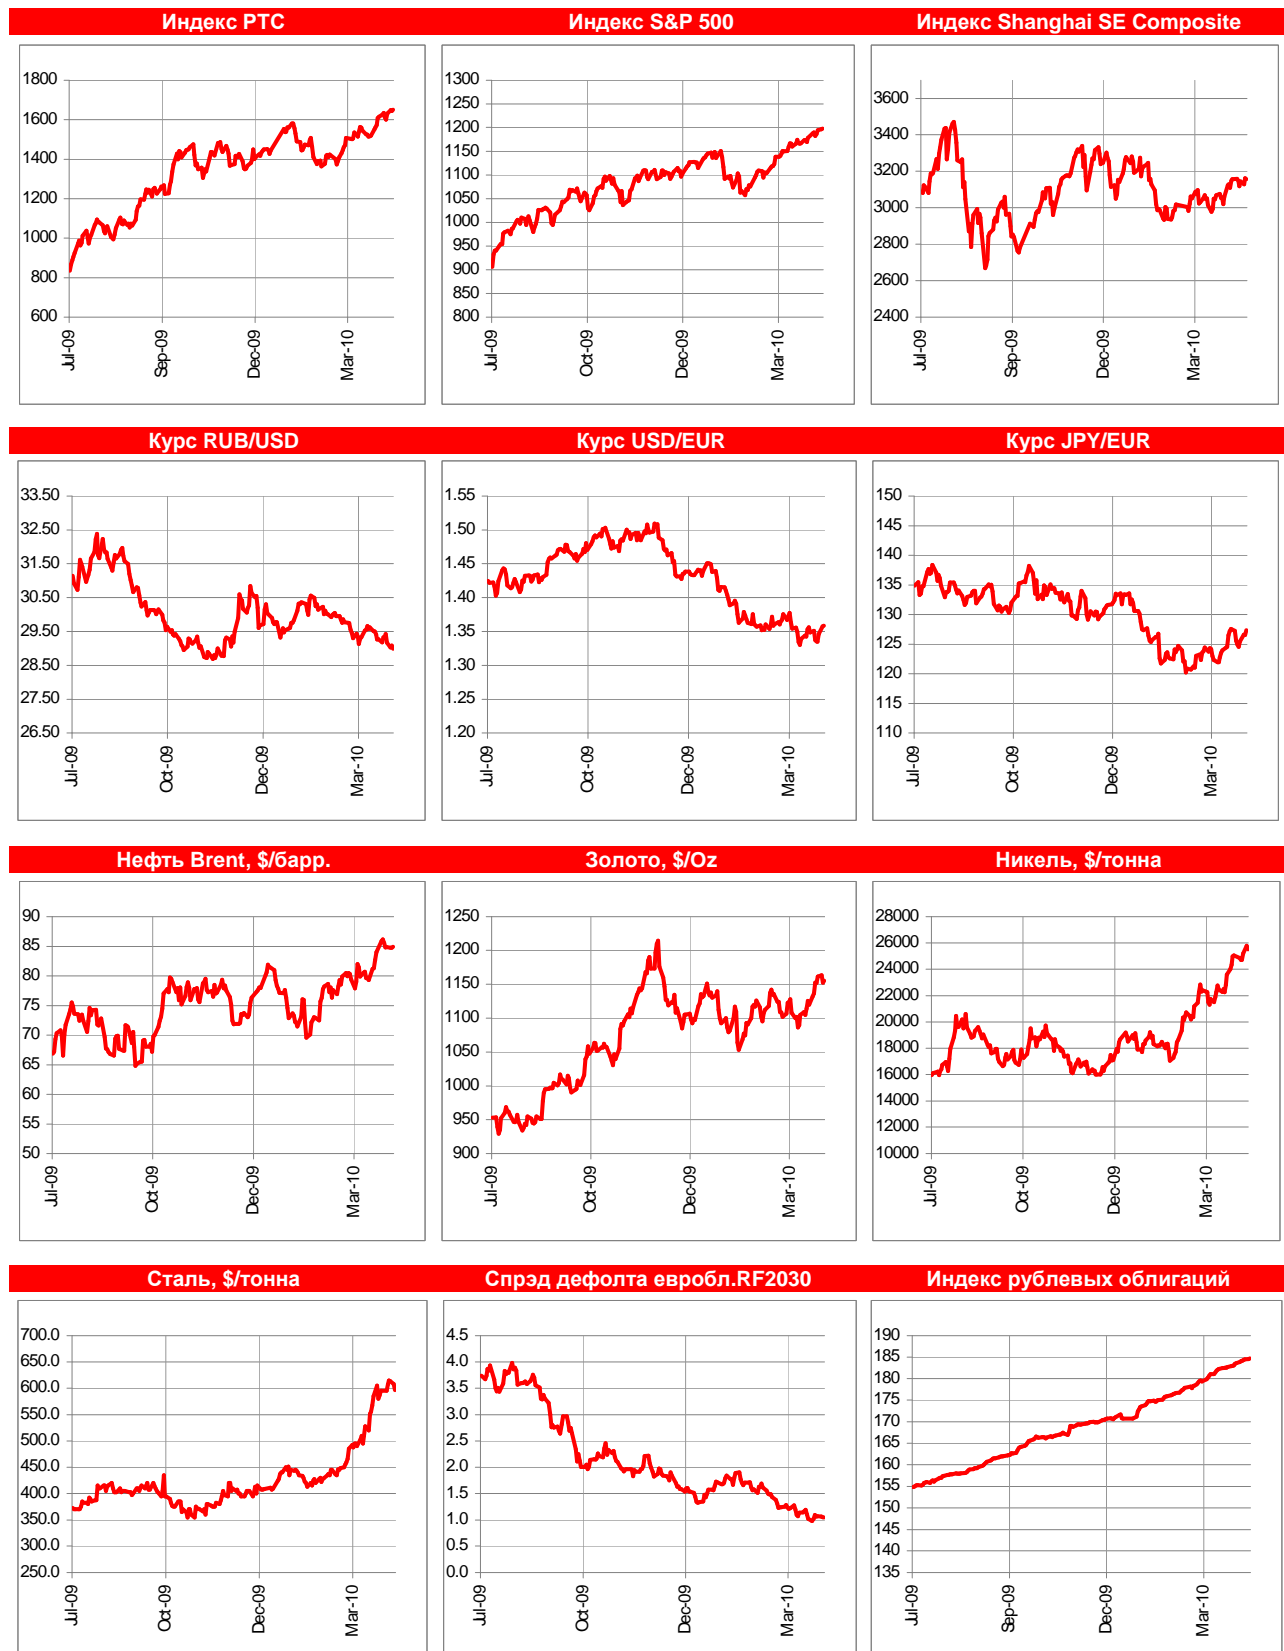 Индекс РТС
1800
1600
1400
1200
1000
800
600
Jul-09
Sep-09
Dec-09
Mar-10
Индекс S&P 500
1300
1250
1200
1150
1100
1050
1000
950
900
850
800
Jul-09
Oct-09
Dec-09
Mar-10
Индекс Shanghai SE Composite
3600
3400
3200
3000
2800
2600
2400
Jul-09
Sep-09
Dec-09
Mar-10
Курс RUB/USD
33.50
32.50
31.50
30.50
29.50
28.50
27.50
26.50
Jul-09
Oct-09
Dec-09
Mar-10
Курс USD/EUR
1.55
1.50
1.45
1.40
1.35
1.30
1.25
1.20
Jul-09
Oct-09
Dec-09
Mar-10
Курс JPY/EUR
150
145
140
135
130
125
120
115
110
Jul-09
Oct-09
Dec-09
Mar-10
Нефть Brent, $/барр.
90
85
80
75
70
65
60
55
50
Jul-09
Oct-09
Dec-09
Mar-10
Золото, $/Oz
1250
1200
1150
1100
1050
1000
950
900
Jul-09
Oct-09
Dec-09
Mar-10
Никель, $/тонна
28000
26000
24000
22000
20000
18000
16000
14000
12000
10000
Jul-09
Oct-09
Dec-09
Mar-10
Сталь, $/тонна
700.0
650.0
600.0
550.0
500.0
450.0
400.0
350.0
300.0
250.0
Jul-09
Oct-09
Dec-09
Mar-10
Спрэд дефолта евробл.RF2030
4.5
4.0
3.5
3.0
2.5
2.0
1.5
1.0
0.5
0.0
Jul-09
Oct-09
Dec-09
Mar-10
Индекс рублевых облигаций
190
185
180
175
170
165
160
155
150
145
140
135
Jul-09
Sep-09
Dec-09
Mar-10